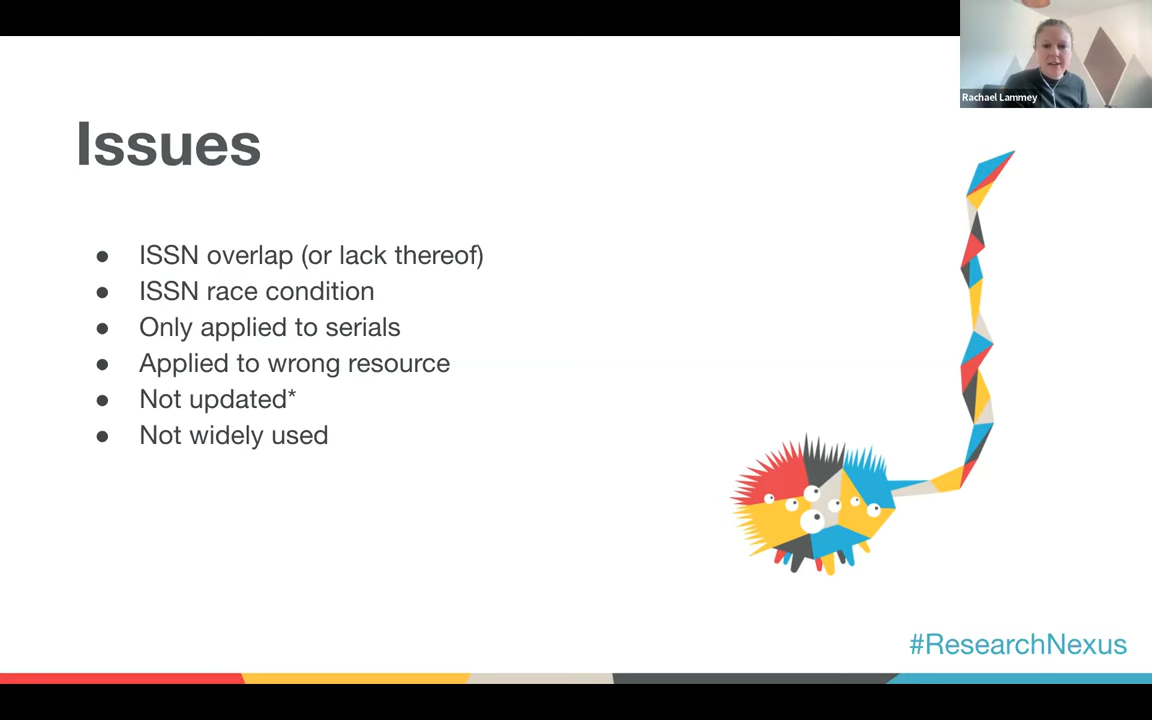 Rachael Lammey
Issues
● ISSN overlap (or lack thereof)
● ISSN race condition
● Only applied to serials
● Applied to wrong resource
● Not updated*
● Not widely used
#ResearchNexus